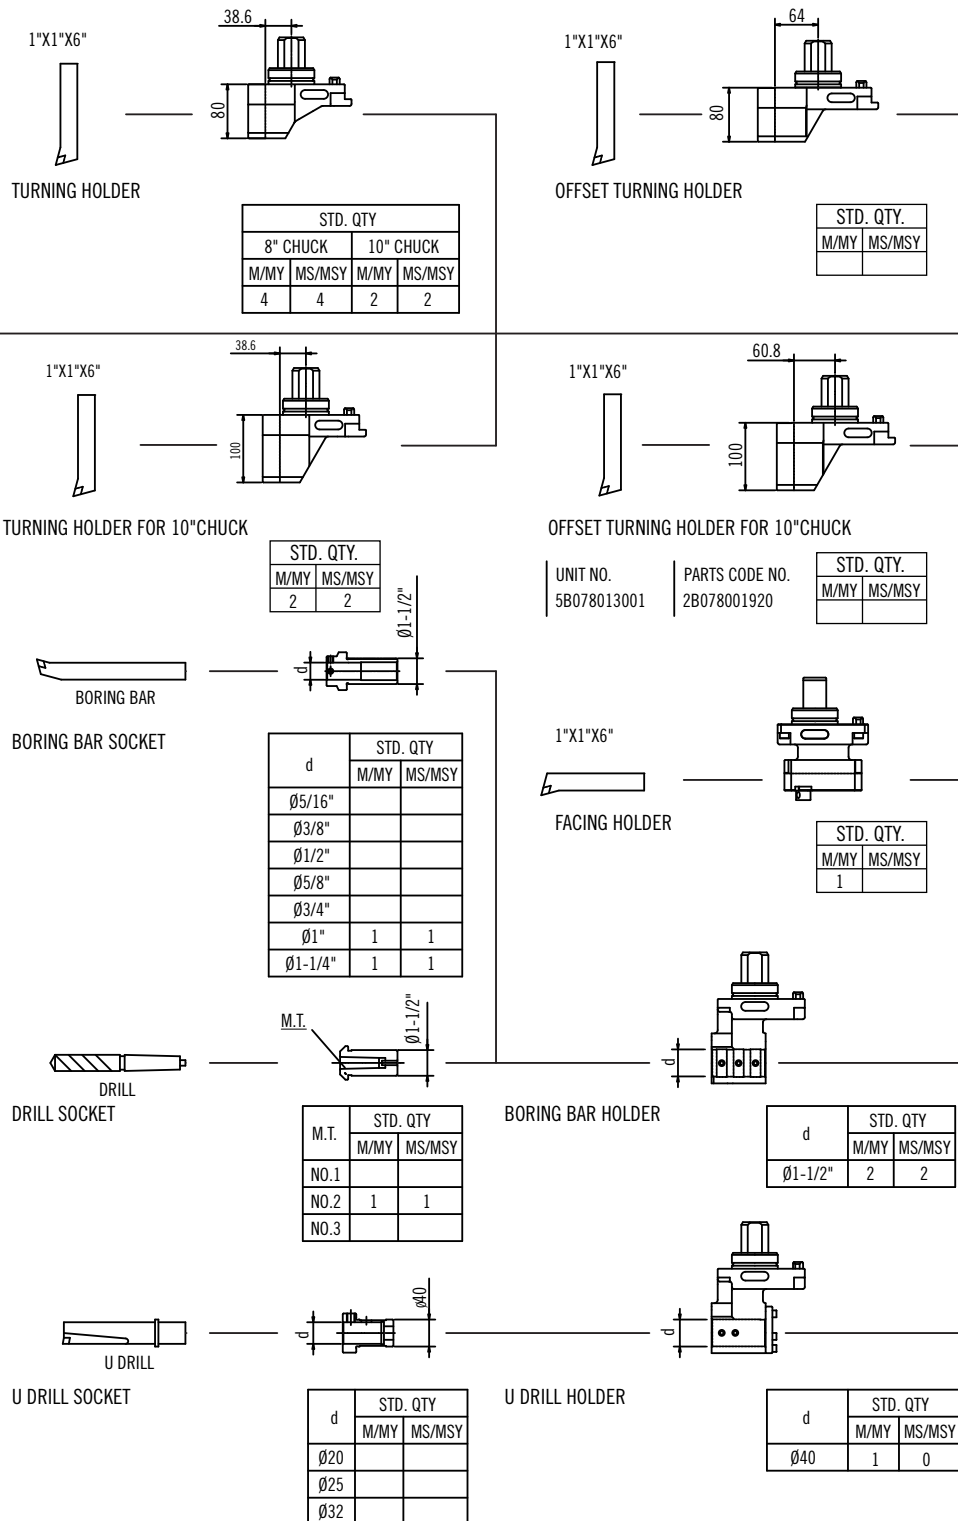 38.6
1"X1"X6"
80
TURNING HOLDER
STD. QTY
8" CHUCK 10" CHUCK
M/MY MS/MSY M/MY MS/MSY
4 4 2 2
64
1"X1"X6"
80
OFFSET TURNING HOLDER
STD. QTY.
M/MY MS/MSY
38.6
1"X1"X6"
100
TURNING HOLDER FOR 10"CHUCK
STD. QTY.
M/MY MS/MSY
2 2
60.8
1"X1"X6"
100
OFFSET TURNING HOLDER FOR 10"CHUCK
UNIT NO. PARTS CODE NO.
5B078013001 2B078001920
STD. QTY.
M/MY MS/MSY
Ø1-1/2"
d
BORING BAR
BORING BAR SOCKET
d STD. QTY
M/MY MS/MSY
Ø5/16"
Ø3/8"
Ø1/2"
Ø5/8"
Ø3/4"
Ø1" 1 1
Ø1-1/4" 1 1
1"X1"X6"
FACING HOLDER
STD. QTY.
M/MY MS/MSY
1
M.T.
Ø1-1/2"
DRILL
DRILL SOCKET
M.T. STD. QTY
M/MY MS/MSY
NO.1
NO.2 1 1
NO.3
d
BORING BAR HOLDER
d STD. QTY
M/MY MS/MSY
Ø1-1/2" 2 2
ø40
d
U DRILL
U DRILL SOCKET
d STD. QTY
M/MY MS/MSY
Ø20
Ø25
Ø32
d
U DRILL HOLDER
d STD. QTY
M/MY MS/MSY
Ø40 1 0